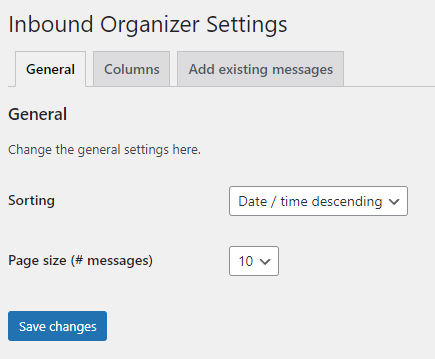 Inbound Organizer Settings
General Columns Add existing messages
General
Change the general settings here.
Sorting Date / time descending
Page size (# messages) 10
Save changes